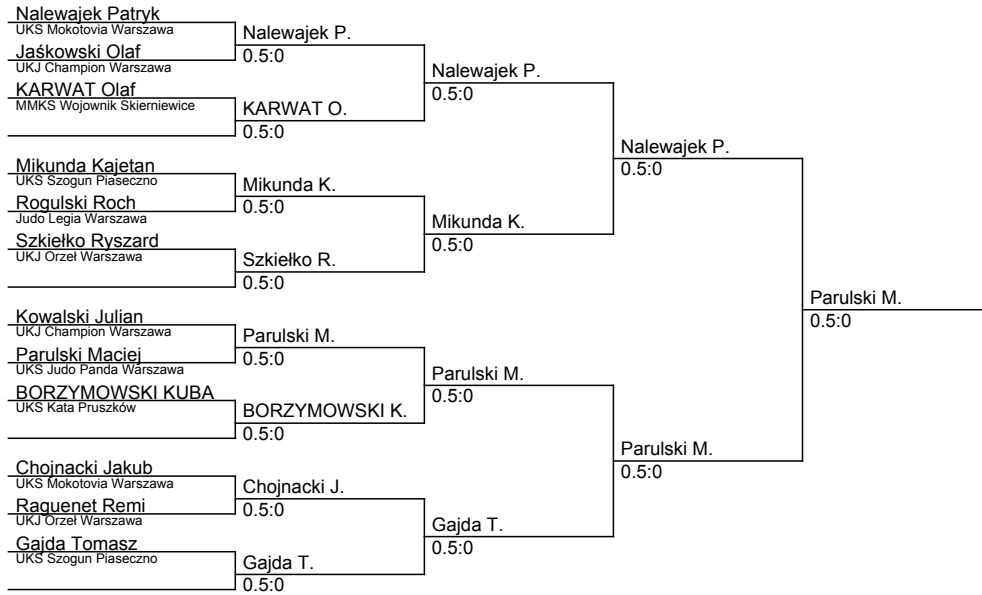 Nalewajek Patryk
UKS Mokotovia Warszawa
Jaśkowski Olaf
UKJ Champion Warszawa
KARWAT Olaf
MMKS Wojownik Skierniewice
Mikunda Kajetan
UKS Szogun Piaseczno
Rogulski Roch
Judo Legia Warszawa
Szkiełko Ryszard
UKJ Orzeł Warszawa
Kowalski Julian
UKJ Champion Warszawa
Parulski Maciej
UKS Judo Panda Warszawa
BORZYMOWSKI KUBA
UKS Kata Pruszków
Chojnacki Jakub
UKS Mokotovia Warszawa
Raguenet Remi
UKJ Orzeł Warszawa
Gajda Tomasz
UKS Szogun Piaseczno
Nalewajek P.
0.5:0
KARWAT O.
0.5:0
Mikunda K.
0.5:0
Szkiełko R.
0.5:0
Parulski M.
0.5:0
BORZYMOWSKI K.
0.5:0
Chojnacki J.
0.5:0
Gajda T.
0.5:0
Nalewajek P.
0.5:0
Mikunda K.
0.5:0
Parulski M.
0.5:0
Gajda T.
0.5:0
Nalewajek P.
0.5:0
Parulski M.
0.5:0
Parulski M.
0.5:0